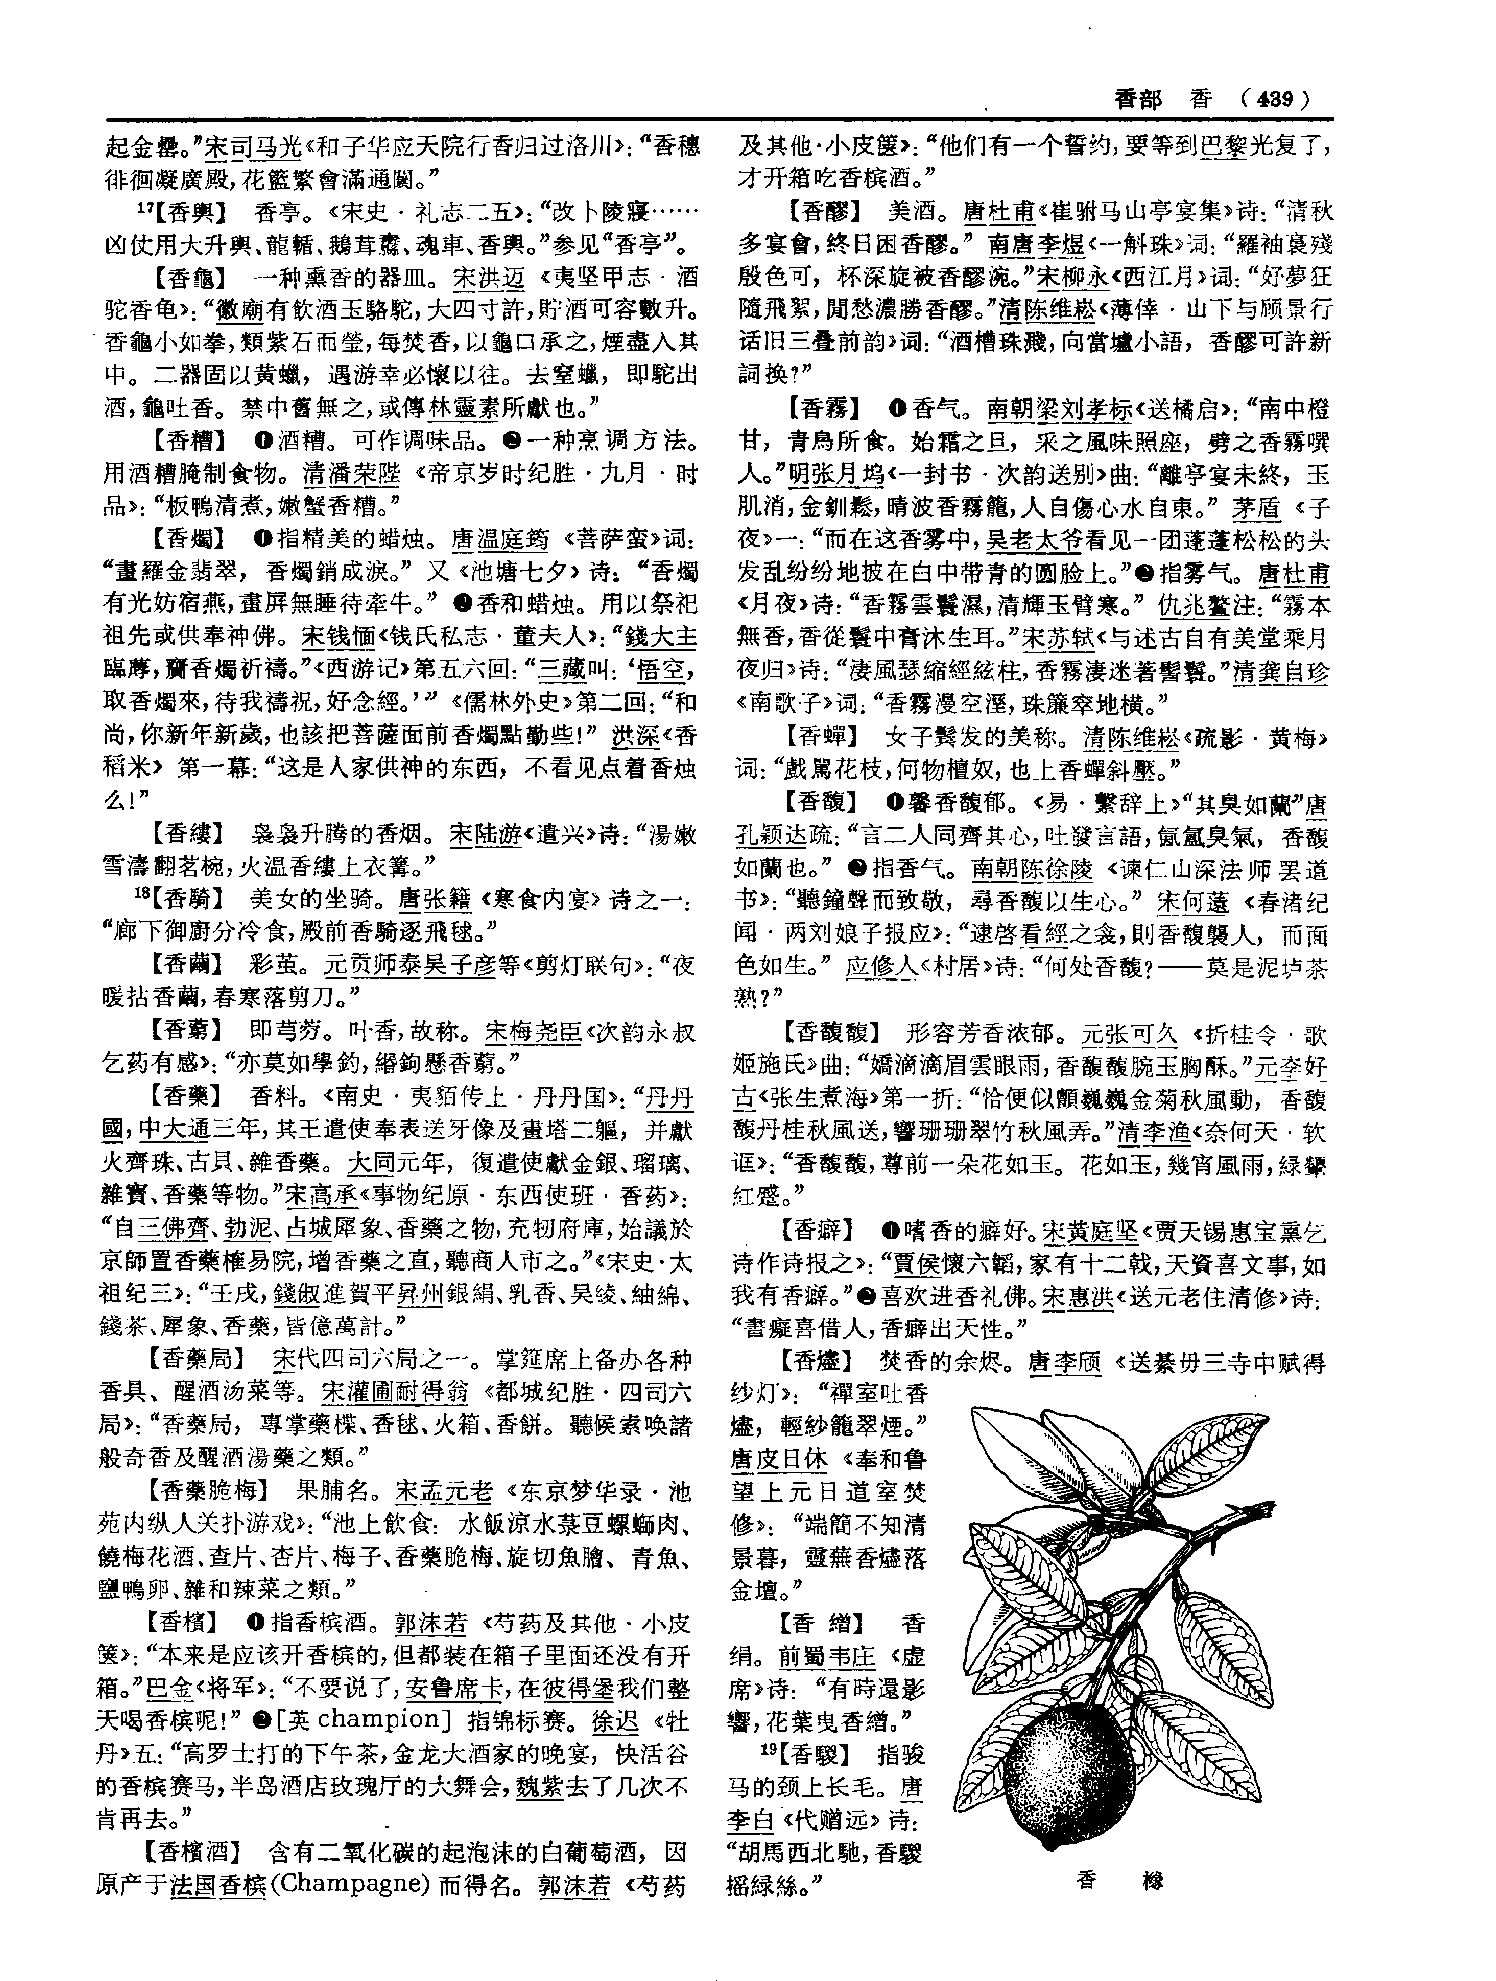 香部 香 (439)
起金罍。”宋司马光《和子华应天院行香归过洛川》：“香穗
徘徊凝廣殿，花籃繁會滿通闤。”
17【香輿】 香亭。《宋史·礼志二五》：“改卜陵寢……
凶仗用大升輿、龍輴、鵝茸纛、魂車、香輿。”参见“香亭”。
【香龜】 一种熏香的器皿。宋洪迈《夷坚甲志·酒
驼香龟》：“徽廟有飲酒玉駱駝，大四寸許，貯酒可容數升。
香龜小如拳，類紫石而瑩，每焚香，以龜口承之，煙盡入其
中。二器固以黃蠟，遇游幸必懷以往。去窒蠟，即駝出
酒，龜吐香。禁中舊無之，或傳林靈素所獻也。”
【香糟】 ❶酒糟。可作调味品。❷一种烹调方法。
用酒糟腌制食物。清潘荣陛《帝京岁时纪胜·九月·时
品》：“板鴨清煮，嫩蟹香糟。”
【香燭】 ❶指精美的蜡烛。唐温庭筠《菩萨蛮》词：
“畫羅金翡翠，香燭銷成淚。”又《池塘七夕》诗：“香燭
有光妨宿燕，畫屏無睡待牽牛。”❷香和蜡烛。用以祭祀
祖先或供奉神佛。宋钱愐《钱氏私志·董夫人》：“錢大主
臨蓐，齎香燭祈禱。”《西游记》第五六回：“三藏叫：‘悟空，
取香燭來，待我禱祝，好念經。’”《儒林外史》第二回：“和
尚，你新年新歲，也該把菩薩面前香燭點勤些！”洪深《香
稻米》第一幕：“这是人家供神的东西，不看见点着香烛
么！”
【香縷】 袅袅升腾的香烟。宋陆游《遣兴》诗：“湯嫩
雪濤翻茗椀，火溫香縷上衣篝。”
18【香騎】 美女的坐骑。唐张籍《寒食内宴》诗之一：
“廊下御廚分冷食，殿前香騎逐飛毬。”
【香繭】 彩茧。元贡师泰吴子彦等《剪灯联句》：“夜
暖拈香繭，春寒落剪刀。”
【香藭】 即芎䓖。叶香，故称。宋梅尧臣《次韵永叔
乞药有感》：“亦莫如學釣，緡鉤懸香藭。”
【香藥】 香料。《南史·夷貊传上·丹丹国》：“丹丹
國，中大通三年，其王遣使奉表送牙像及畫塔二軀，并獻
火齊珠、古貝、雜香藥。大同元年，復遣使獻金銀、瑠璃、
雜寶、香藥等物。”宋高承《事物纪原·东西使班·香药》：
“自三佛齊、勃泥、占城犀象、香藥之物，充牣府庫，始議於
京師置香藥榷易院，增香藥之直，聽商人市之。”《宋史·太
祖纪三》：“壬戌，錢俶進賀平昇州銀絹、乳香、吴绫、紬綿、
錢茶、犀象、香藥，皆億萬計。”
【香藥局】 宋代四司六局之一。掌筵席上备办各种
香具、醒酒汤菜等。宋灌圃耐得翁《都城纪胜·四司六
局》：“香藥局，專掌藥楪、香毬、火箱、香餅。聽候索唤諸
般奇香及醒酒湯藥之類。”
【香藥脆梅】 果脯名。宋孟元老《东京梦华录·池
苑内纵人关扑游戏》：“池上飲食：水飯涼水菉豆螺螄肉、
饒梅花酒、查片、杏片、梅子、香藥脆梅、旋切魚膾、青魚、
鹽鴨卵、雜和辣菜之類。”
【香檳】 ❶指香槟酒。郭沫若《芍药及其他·小皮
箧》：“本来是应该开香槟的，但都装在箱子里面还没有开
箱。”巴金《将军》：“不要说了，安鲁席卡，在彼得堡我们整
天喝香槟呢！”❷[英 champion] 指锦标赛。徐迟《牡
丹》五：“高罗士打的下午茶，金龙大酒家的晚宴，快活谷
的香槟赛马，半岛酒店玫瑰厅的大舞会，魏紫去了几次不
肯再去。”
【香檳酒】 含有二氧化碳的起泡沫的白葡萄酒，因
原产于法国香槟(Champagne)而得名。郭沫若《芍药
及其他·小皮箧》：“他们有一个誓约，要等到巴黎光复了，
才开箱吃香槟酒。”
【香醪】 美酒。唐杜甫《崔驸马山亭宴集》诗：“清秋
多宴會，終日困香醪。”南唐李煜《一斛珠》词：“羅袖裛殘
殷色可，杯深旋被香醪涴。”宋柳永《西江月》词：“好夢狂
隨飛絮，閒愁濃勝香醪。”清陈维崧《薄倖·山下与顾景行
话旧三叠前韵》词：“酒槽珠濺，向當壚小語，香醪可許新
詞换？”
【香霧】 ❶香气。南朝梁刘孝标《送橘启》：“南中橙
甘，青鳥所食。始霜之旦，采之風味照座，劈之香霧噀
人。”明张月坞《一封书·次韵送别》曲：“離亭宴未終，玉
肌消，金釧鬆，晴波香霧籠，人自傷心水自東。”茅盾《子
夜》一：“而在这香雾中，吴老太爷看见一团蓬蓬松松的头
发乱纷纷地披在白中带青的圆脸上。”❷指雾气。唐杜甫
《月夜》诗：“香霧雲鬟濕，清輝玉臂寒。”仇兆鳌注：“霧本
無香，香從鬟中膏沐生耳。”宋苏轼《与述古自有美堂乘月
夜归》诗：“淒風瑟縮經絃柱，香霧淒迷著髻鬟。”清龚自珍
《南歌子》词：“香霧漫空溼，珠簾窣地横。”
【香蟬】 女子鬓发的美称。清陈维崧《疏影·黄梅》
词：“戲罵花枝，何物檀奴，也上香蟬斜壓。”
【香馥】 ❶馨香馥郁。《易·繫辞上》“其臭如蘭”唐
孔颖达疏：“言二人同齊其心，吐發言語，氤氳臭氣，香馥
如蘭也。”❷指香气。南朝陈徐陵《谏仁山深法师罢道
书》：“聽鐘聲而致敬，尋香馥以生心。”宋何薳《春渚纪
闻·两刘娘子报应》：“逮啓看經之衾，則香馥襲人，而面
色如生。”应修人《村居》诗：“何处香馥？——莫是泥垆茶
熟？”
【香馥馥】 形容芳香浓郁。元张可久《折桂令·歌
姬施氏》曲：“嬌滴滴眉雲眼雨，香馥馥腕玉胸酥。”元李好
古《张生煮海》第一折：“恰便似顫巍巍金菊秋風動，香馥
馥丹桂秋風送，響珊珊翠竹秋風弄。”清李渔《奈何天·软
诓》：“香馥馥，尊前一朵花如玉。花如玉，幾宵風雨，緑顰
紅蹙。”
【香癖】 ❶嗜香的癖好。宋黄庭坚《贾天锡惠宝熏乞
诗作诗报之》：“賈侯懷六韜，家有十二戟，天資喜文事，如
我有香癖。”❷喜欢进香礼佛。宋惠洪《送元老住清修》诗：
“書癡喜借人，香癖出天性。”
【香燼】 焚香的余烬。唐李颀《送綦毋三寺中赋得
纱灯》：“禪室吐香
燼，輕紗籠翠煙。”
唐皮日休《奉和鲁
望上元日道室焚
修》：“端簡不知清
景暮，靈蕪香燼落
金壇。”
【香繒】 香
绢。前蜀韦庄《虚
席》诗：“有時還影
響，花葉曳香繒。”
19【香騣】 指骏
马的颈上长毛。唐
李白《代赠远》诗：
“胡馬西北馳，香騣
摇緑絲。”
香櫞